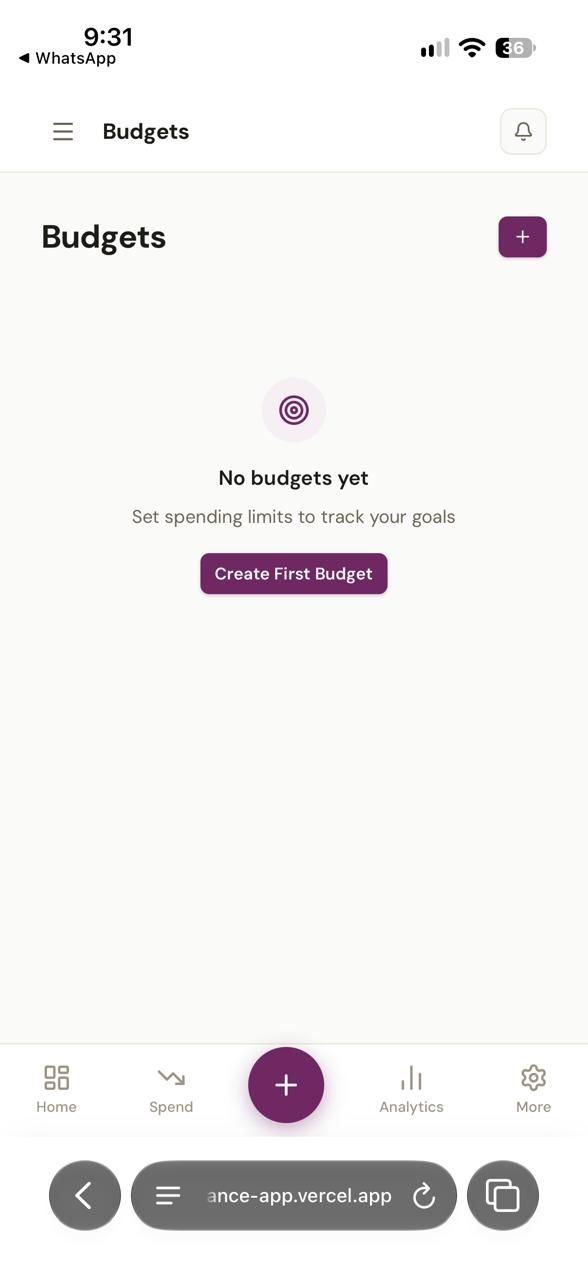 9:31
◀ WhatsApp
36
Budgets
Budgets
No budgets yet
Set spending limits to track your goals
Create First Budget
Home
Spend
Analytics
More
ance-app.vercel.app